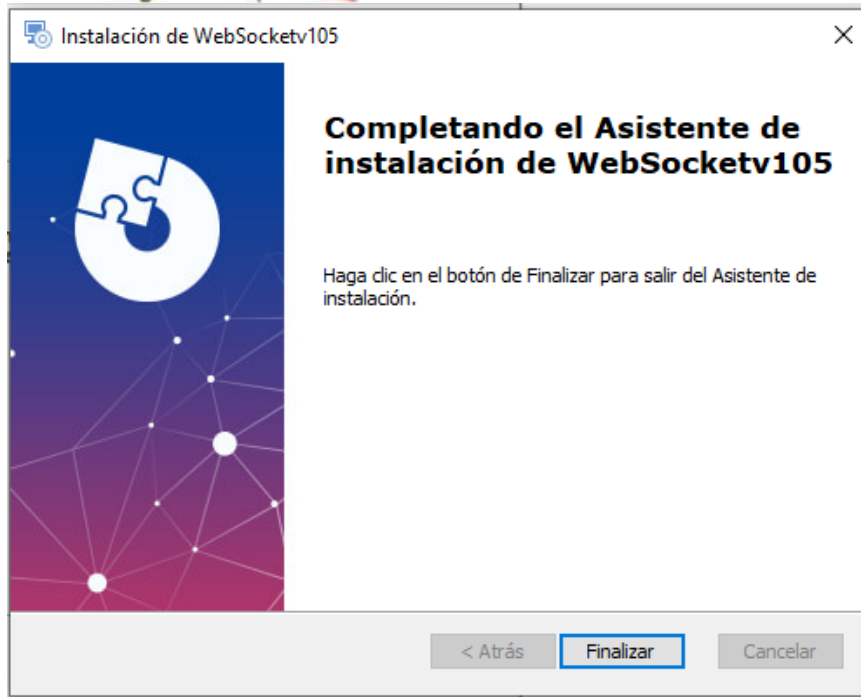 Instalación de WebSocketv105
Completando el Asistente de
instalación de WebSocketv105
Haga clic en el botón de Finalizar para salir del Asistente de
instalación.
< Atrás
Finalizar
Cancelar